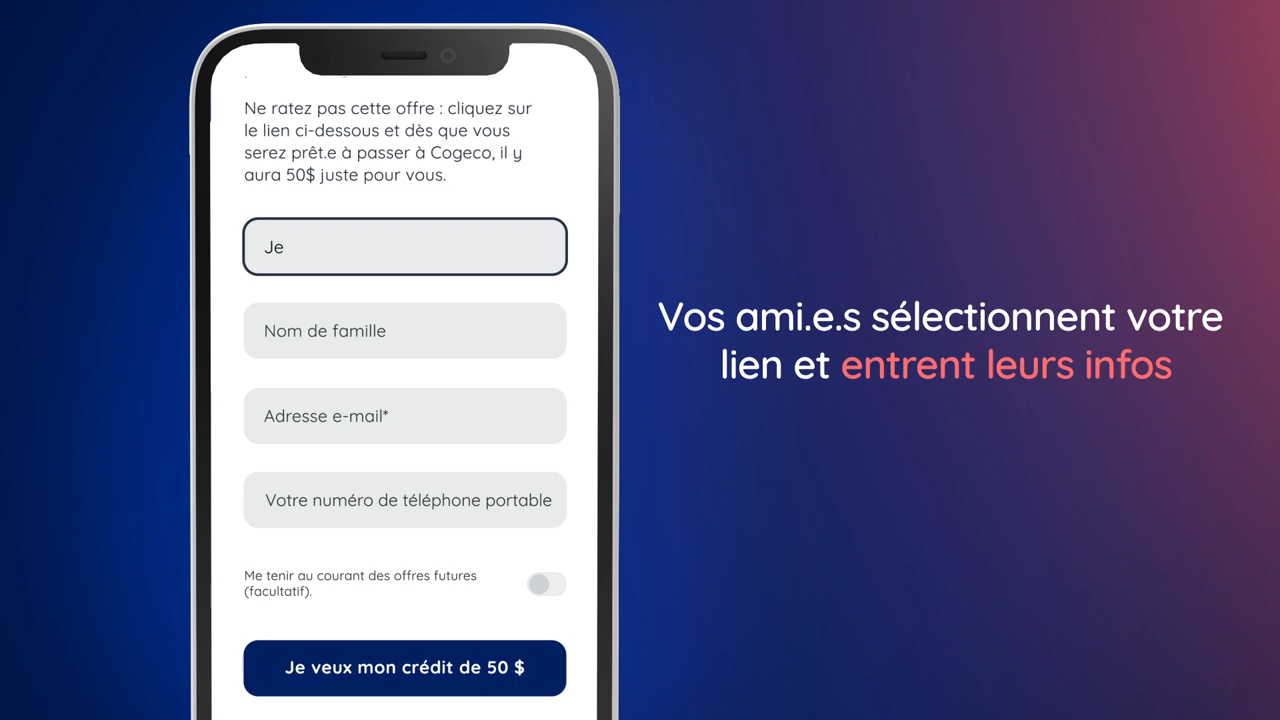 Ne ratez pas cette offre : cliquez sur
le lien ci-dessous et dès que vous
serez prêt.e à passer à Cogeco, il y
aura 50$ juste pour vous.
Je
Nom de famille
Adresse e-mail*
Votre numéro de téléphone portable
Me tenir au courant des offres futures
(facultatif).
Je veux mon crédit de 50 $
Vos ami.e.s sélectionnent votre
lien et entrent leurs infos